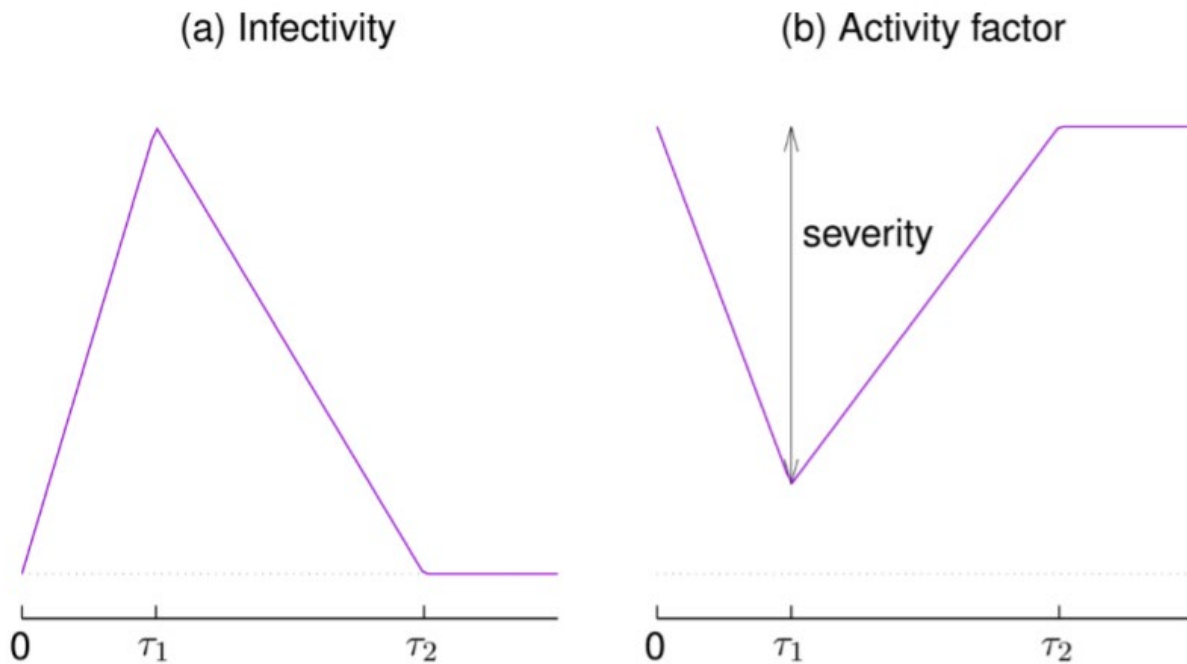 (a) Infectivity
(b) Activity factor
severity
0 τ1 τ2
0 τ1 τ2